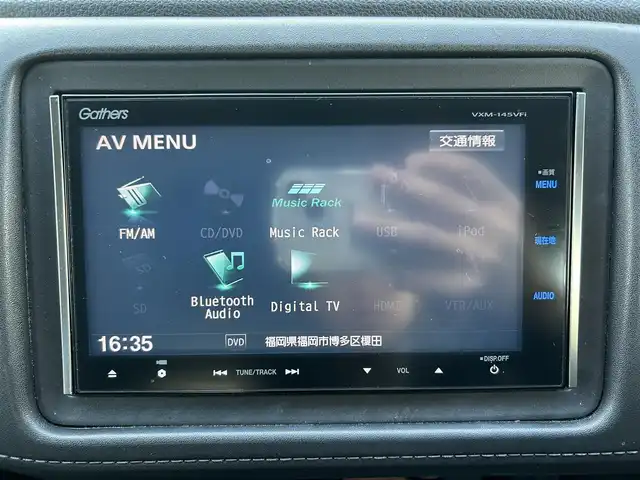 Gathers
VXM-145VFi
AV MENU
交通情報
■画質
MENU
FM/AM
CD/DVD
Music Rack
Music Rack
USB
iPod
現在地
SD
Bluetooth
Audio
Digital TV
HDMI
VTR/AUX
AUDIO
16:35
DVD
福岡県福岡市博多区榎田
TUNE/TRACK
VOL
■DISP.OFF